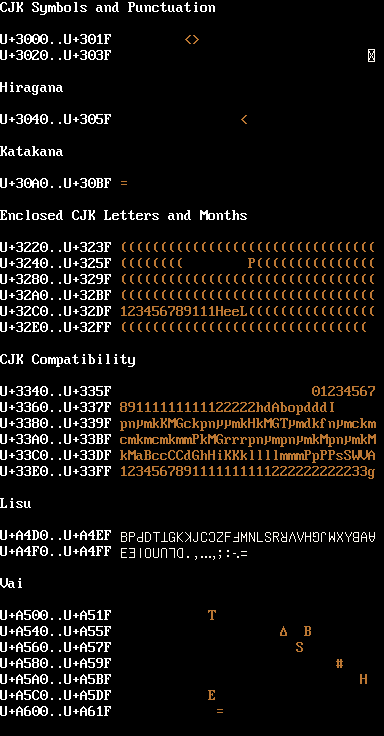 CJK Symbols and Punctuation
U+3000..U+301F <>
U+3020..U+303F
Hiragana
U+3040..U+305F <
Katakana
U+30A0..U+30BF =
Enclosed CJK Letters and Months
U+3220..U+323F ((((((((((((((((((((((((((((((((
U+3240..U+325F ((((((((        P(((((((((((((((
U+3280..U+329F ((((((((((((((((((((((((((((((((
U+32A0..U+32BF ((((((((((((((((((((((((((((((((
U+32C0..U+32DF 123456789111HeeL((((((((((((((((
U+32E0..U+32FF (((((((((((((((((((((((((((((((
CJK Compatibility
U+3340..U+335F 01234567
U+3360..U+337F 89111111111122222hdAbopdddI
U+3380..U+339F pnµmkKMGckpnµµmkHkMGTµmdkfnµmckm
U+33A0..U+33BF cmkmcmkmmPkMGrrrpnµmpnµmkMpnµmkM
U+33C0..U+33DF kMaBccCCdGhHiKKkllllmmmPpPPsSWVA
U+33E0..U+33FF 1234567891111111111222222222233g
Lisu
U+A4D0..U+A4EF ꓐꓑꓒꓓꓔꓕꓖꓗꓘꓙꓚꓛꓜꓝꓞꓟꓠꓡꓢꓣꓤꓥꓦꓧꓨꓩꓪꓫꓬꓭꓮꓯ
U+A4F0..U+A4FF ꓰꓱꓲꓳꓴꓵꓶꓷꓸꓹꓺꓻꓼꓽ꓾꓿
Vai
U+A500..U+A51F T
U+A540..U+A55F Δ B
U+A560..U+A57F S
U+A580..U+A59F #
U+A5A0..U+A5BF H
U+A5C0..U+A5DF E
U+A600..U+A61F =